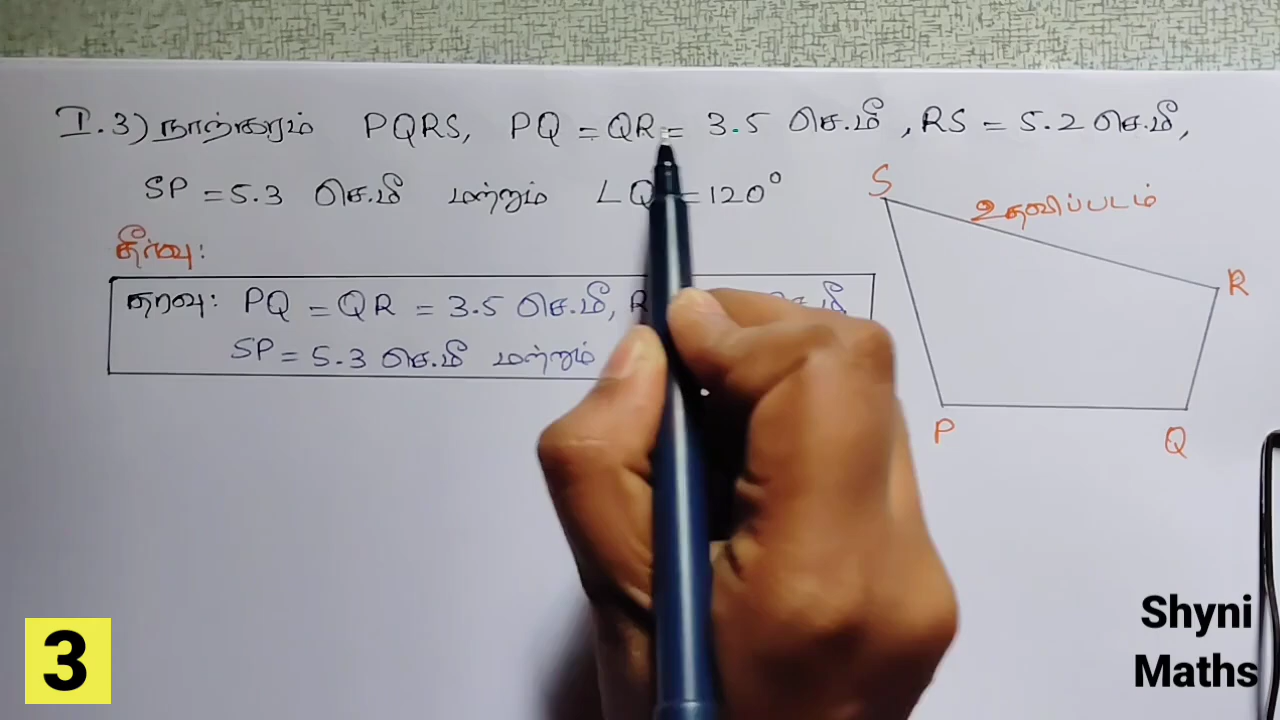 I.3) நாற்கரம் PQRS, PQ = QR = 3.5 செ.மீ, RS = 5.2 செ.மீ,
SP = 5.3 செ.மீ மற்றும் ∠Q = 120°
S
உதவிப்படம்
தீர்வு:
R
தரவு: PQ = QR = 3.5 செ.மீ, R செ.மீ
SP = 5.3 செ.மீ மற்றும்
P
Q
Shyni
Maths
3